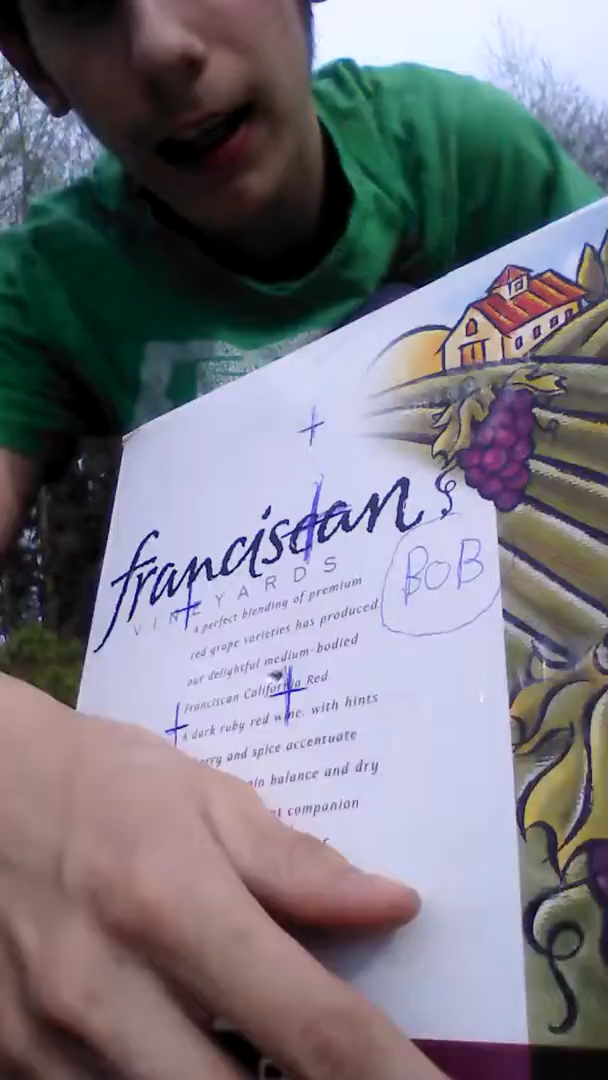 franciscan
VINEYARDS
BOB
A perfect blending of premium
red grape varieties has produced
our delightful medium-bodied
Franciscan California Red.
A dark ruby red wine, with hints
and spice accentuate
balance and dry
companion